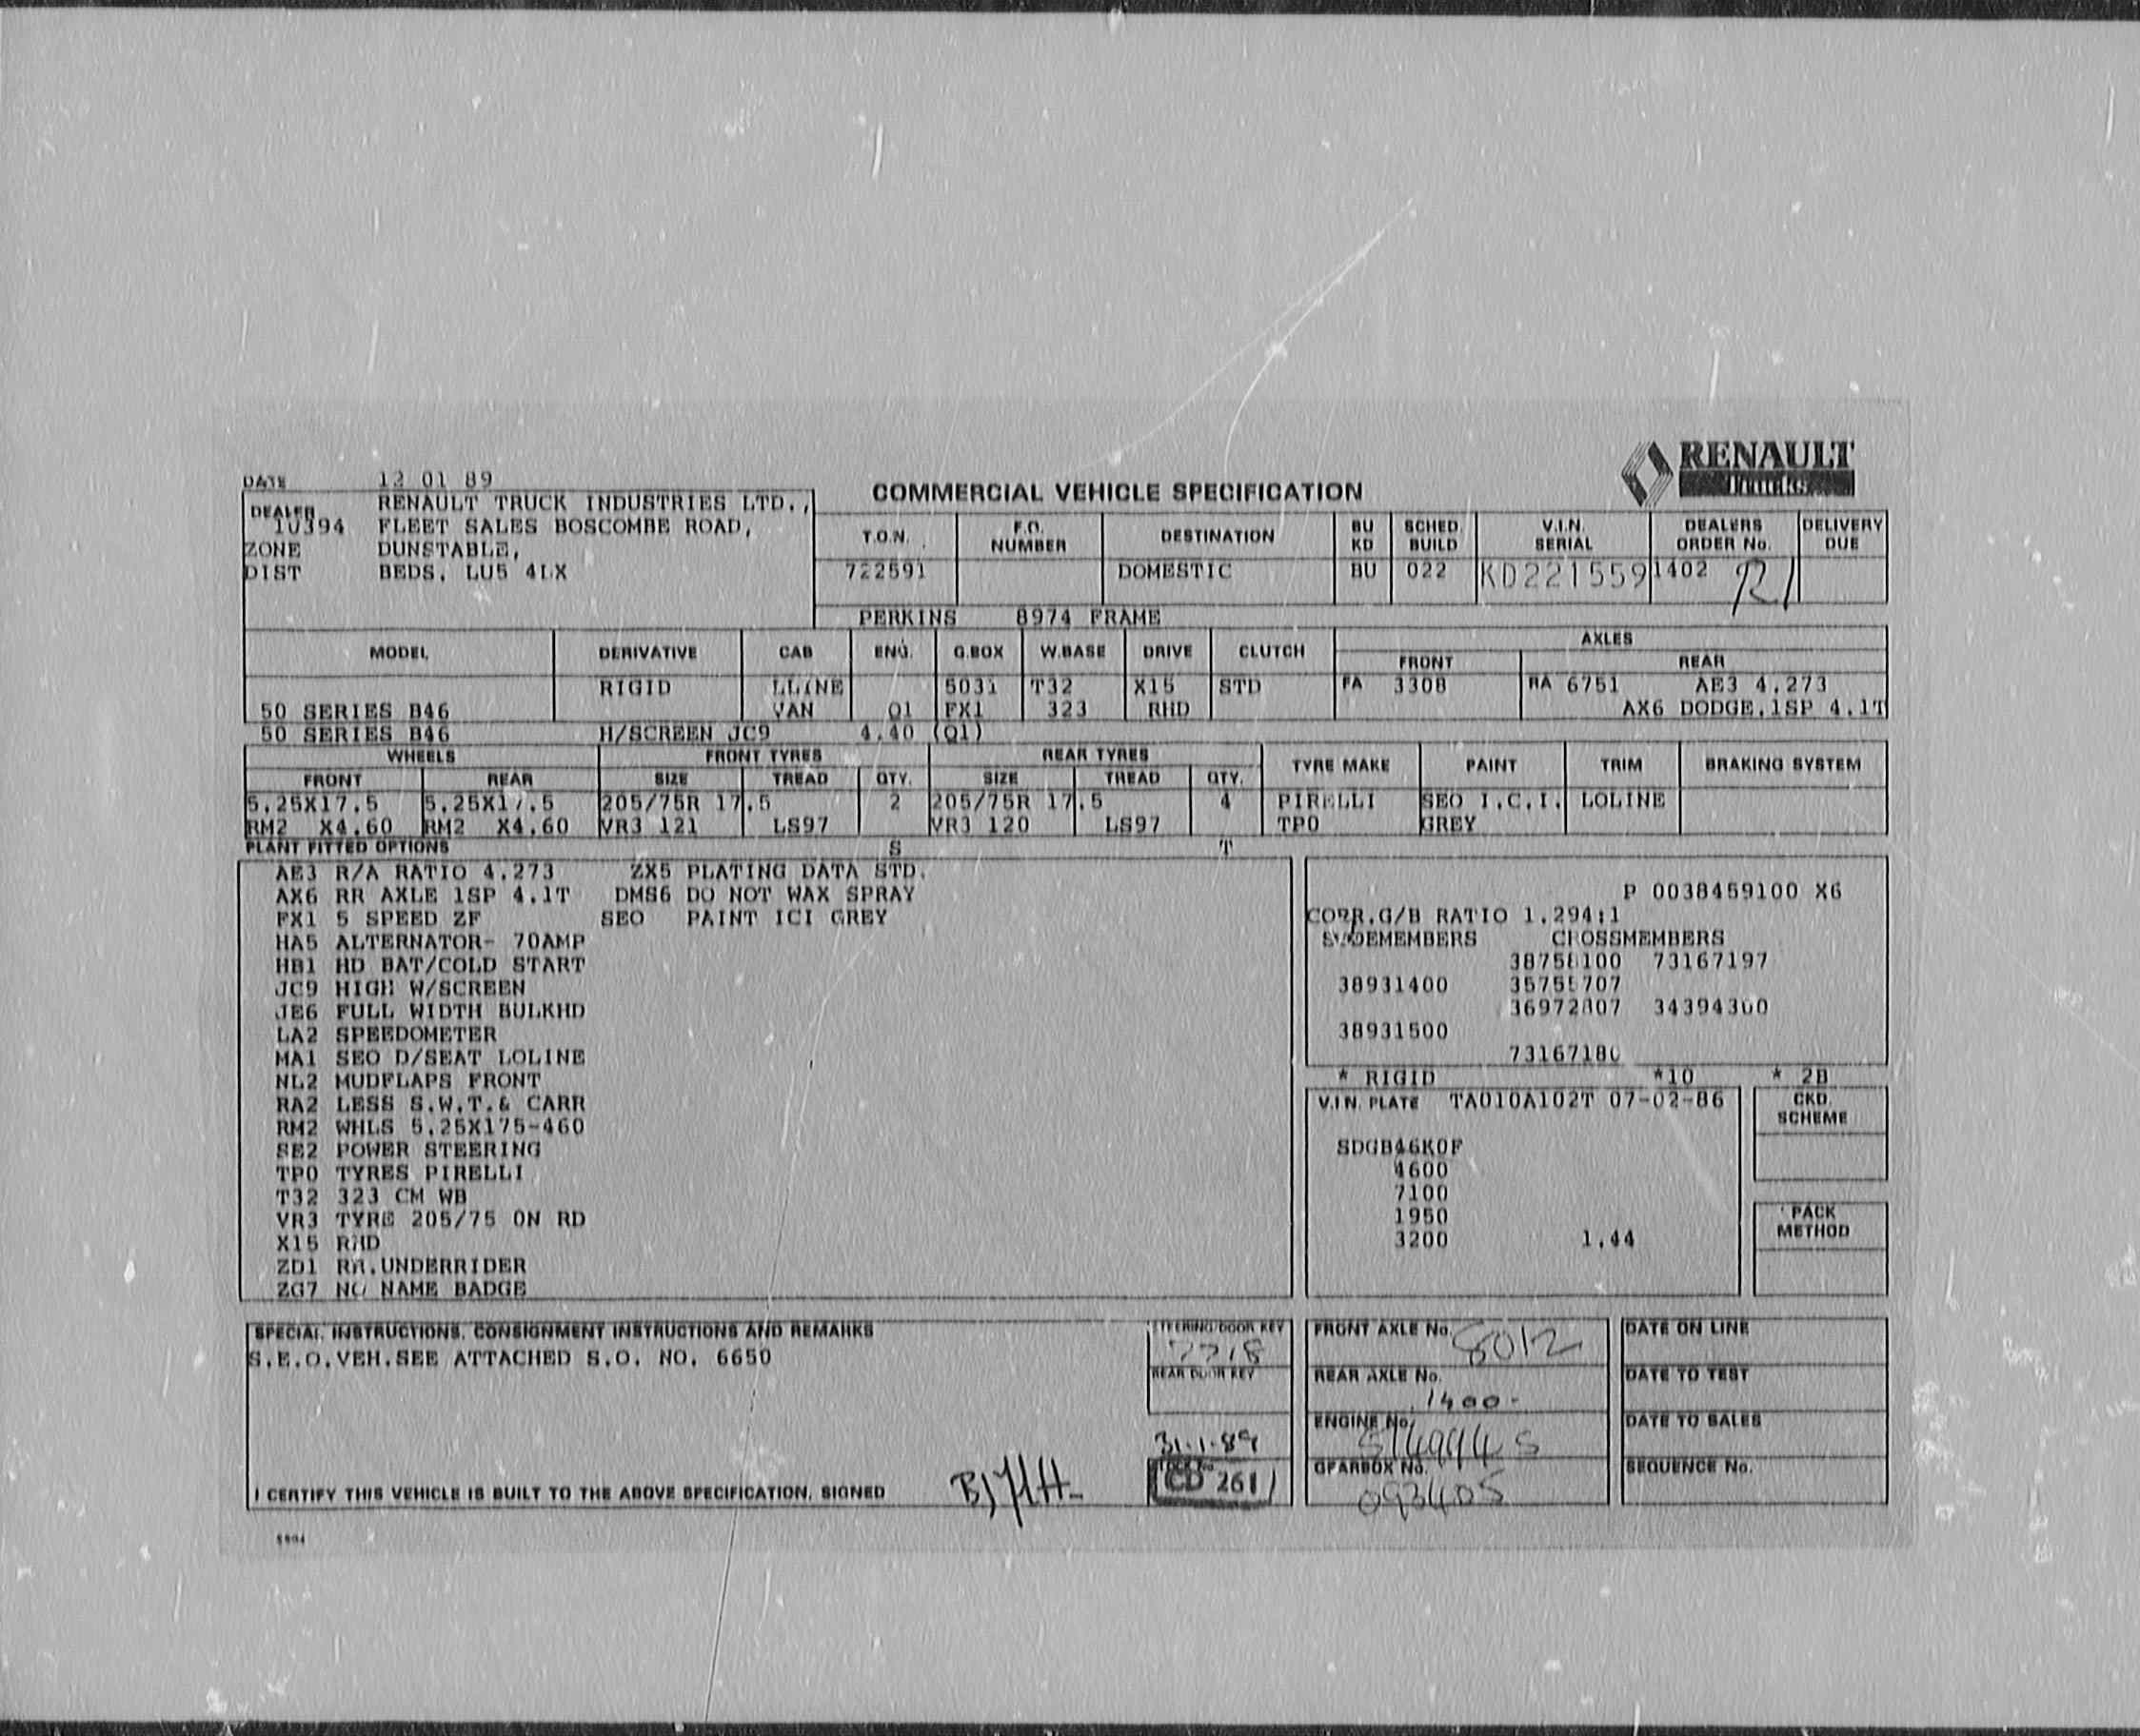 RENAULT
Trucks
DATE 12 01 89
DEALER 10394 RENAULT TRUCK INDUSTRIES LTD.,
FLEET SALES BOSCOMBE ROAD,
ZONE DUNSTABLE,
DIST BEDS, LU5 4LX
COMMERCIAL VEHICLE SPECIFICATION
T.O.N. F.O. NUMBER DESTINATION BU KD SCHED BUILD V.I.N. SERIAL DEALERS ORDER No. DELIVERY DUE
722591 DOMESTIC BU 022 KD221559 1402
PERKINS 8974 FRAME
MODEL DERIVATIVE CAB ENG. G.BOX W.BASE DRIVE CLUTCH AXLES
FRONT REAR
RIGID LLINE 5031 T32 X15 STD FA 3308 RA 6751 AE3 4.273
50 SERIES B46 VAN Q1 FX1 323 RHD AX6 DODGE.1SP 4.1T
50 SERIES B46 H/SCREEN JC9 4.40 (Q1)
WHEELS FRONT TYRES REAR TYRES TYRE MAKE PAINT TRIM BRAKING SYSTEM
FRONT REAR SIZE TREAD QTY. SIZE TREAD QTY.
5.25X17.5 5.25X17.5 205/75R 17.5 2 205/75R 17.5 4 PIRELLI SEO I.C.I. LOLINE
RM2 X4.60 RM2 X4.60 VR3 121 LS97 VR3 120 LS97 TP0 GREY
PLANT FITTED OPTIONS S T
AE3 R/A RATIO 4.273 ZX5 PLATING DATA STD.
AX6 RR AXLE 1SP 4.1T DMS6 DO NOT WAX SPRAY
FX1 5 SPEED ZF SEO PAINT ICI GREY
HA5 ALTERNATOR- 70AMP
HB1 HD BAT/COLD START
JC9 HIGH W/SCREEN
JE6 FULL WIDTH BULKHD
LA2 SPEEDOMETER
MA1 SEO D/SEAT LOLINE
NL2 MUDFLAPS FRONT
RA2 LESS S.W.T.& CARR
RM2 WHLS 5.25X175-460
SE2 POWER STEERING
TP0 TYRES PIRELLI
T32 323 CM WB
VR3 TYRE 205/75 ON RD
X15 RHD
ZD1 RR.UNDERRIDER
ZG7 NO NAME BADGE
P 0038459100 X6
CORR.G/B RATIO 1.294:1
SIDEMEMBERS CROSSMEMBERS
38758100 73167197
38931400 35758707
36972807 34394300
38931500
73167180
* RIGID *10 * 2B
V.I.N. PLATE TA010A102T 07-02-86
CKD. SCHEME
SDGB46K0F
4600
7100
1950
3200 1.44
PACK METHOD
SPECIAL INSTRUCTIONS, CONSIGNMENT INSTRUCTIONS AND REMARKS
S.E.O.VEH.SEE ATTACHED S.O. NO. 6650
STEERING/DOOR KEY 7718
REAR DOOR KEY
31.1.89
CD 261
I CERTIFY THIS VEHICLE IS BUILT TO THE ABOVE SPECIFICATION, SIGNED
FRONT AXLE No. 8012
REAR AXLE No. 1400
ENGINE No. 514994 S
GEARBOX No. 093405
DATE ON LINE
DATE TO TEST
DATE TO SALES
SEQUENCE No.